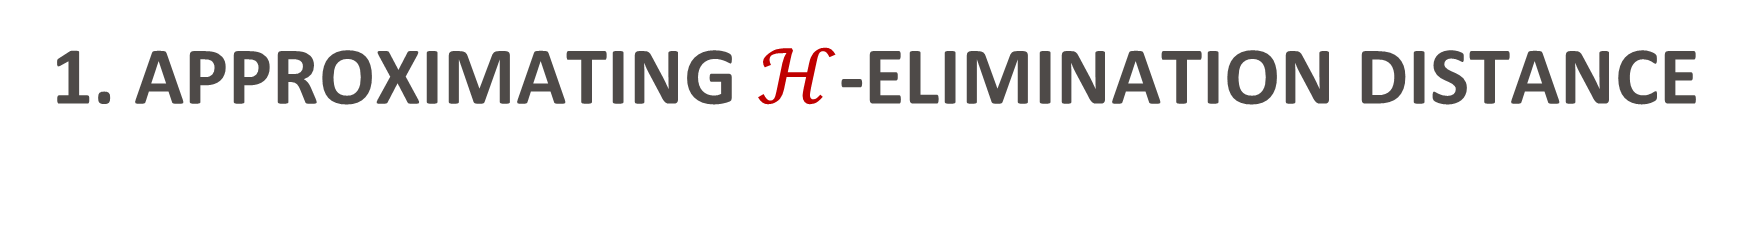 1. APPROXIMATING ℋ-ELIMINATION DISTANCE